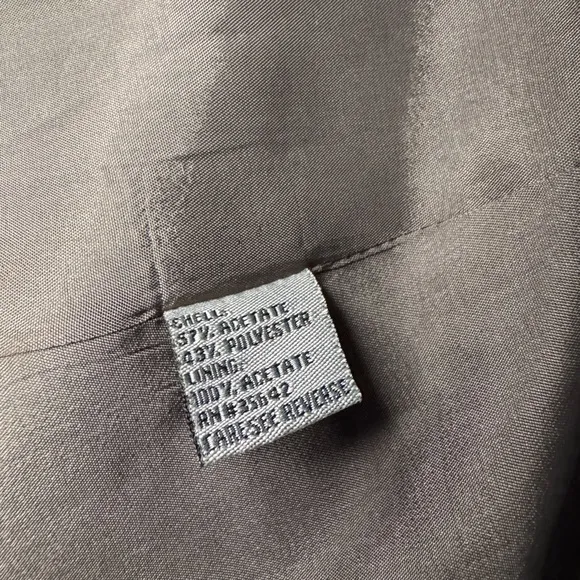 SHELL:
57% ACETATE
43% POLYESTER
LINING:
100% ACETATE
RN#35642
CARE:SEE REVERSE